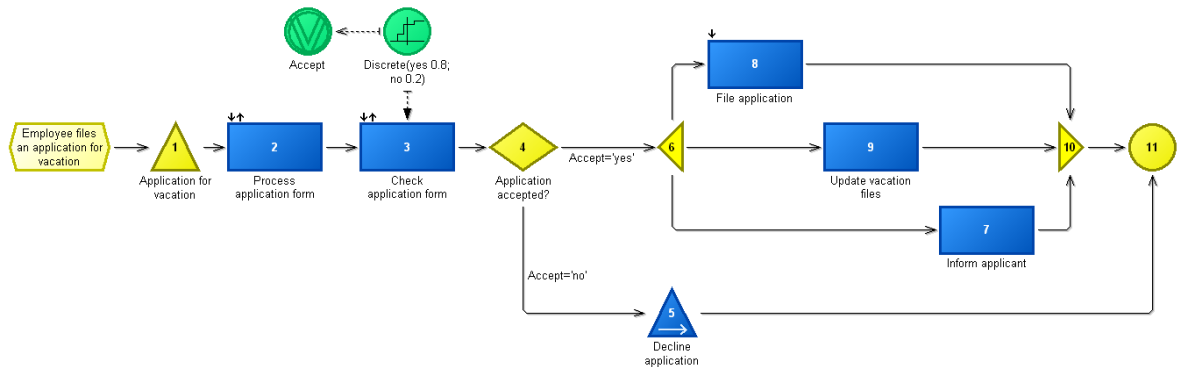 Accept
Discrete(yes 0.8;
no 0.2)
8
File application
Employee files
an application for
vacation
1
Application for
vacation
2
Process
application form
3
Check
application form
4
Application
accepted?
Accept='yes'
6
9
Update vacation
files
10
11
7
Inform applicant
Accept='no'
5
Decline
application